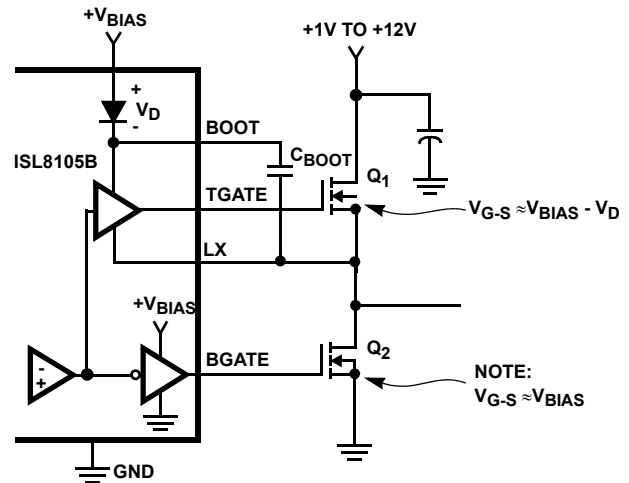 +VBIAS
+1V TO +12V
+
VD
-
BOOT
ISL8105B
CBOOT
Q1
TGATE
VG-S ≈VBIAS - VD
LX
+VBIAS
BGATE
Q2
-
+
NOTE:
VG-S ≈VBIAS
GND